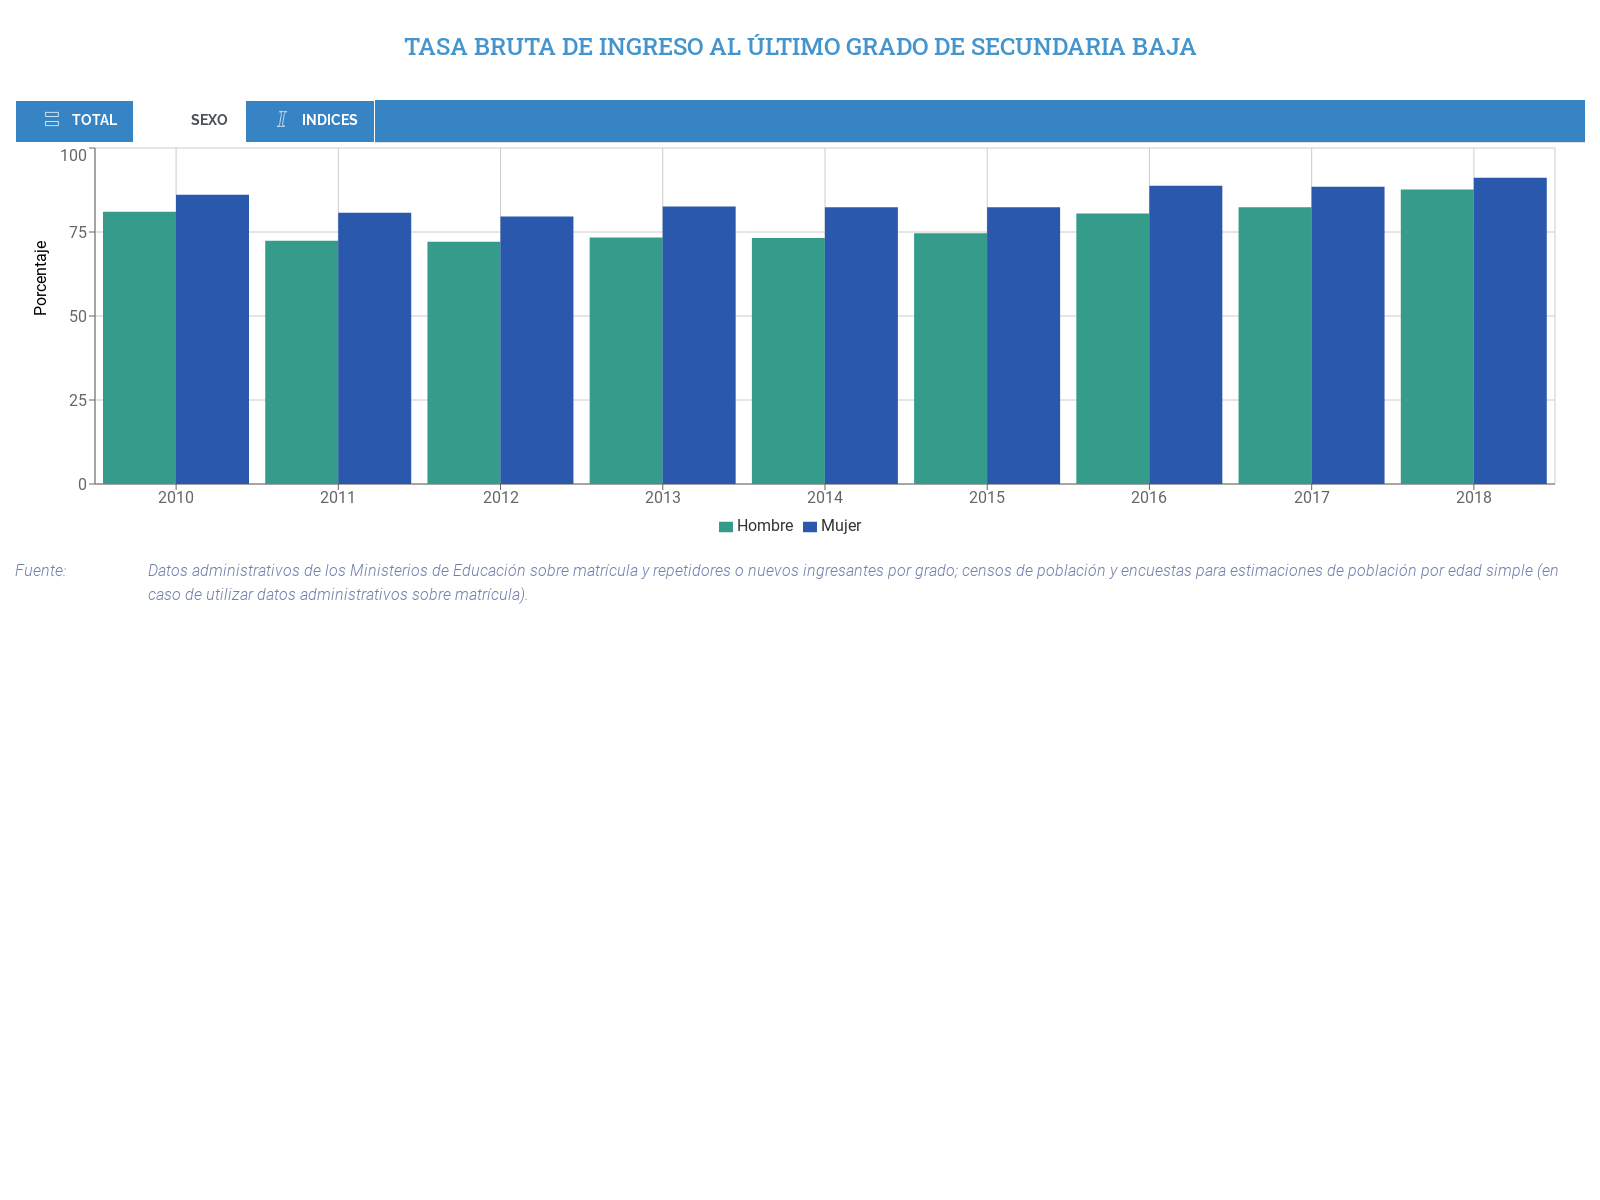 TASA BRUTA DE INGRESO AL ÚLTIMO GRADO DE SECUNDARIA BAJA
TOTAL SEXO INDICES
100
75
50
25
0
Porcentaje
2010 2011 2012 2013 2014 2015 2016 2017 2018
Hombre Mujer
Fuente: Datos administrativos de los Ministerios de Educación sobre matrícula y repetidores o nuevos ingresantes por grado; censos de población y encuestas para estimaciones de población por edad simple (en
caso de utilizar datos administrativos sobre matrícula).